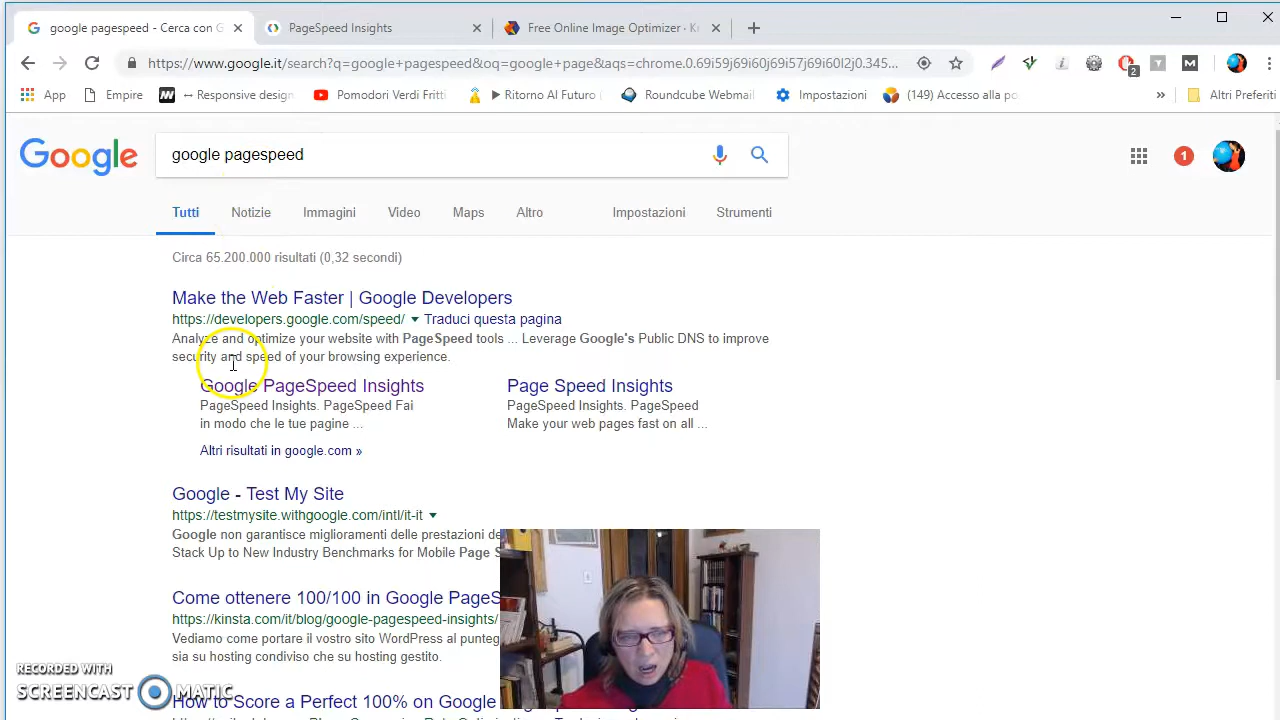 google pagespeed - Cerca con G
PageSpeed Insights
Free Online Image Optimizer - Kr
https://www.google.it/search?q=google+pagespeed&oq=google+page&aqs=chrome.0.69i59j69i60j69i57j69i60l2j0.345...
2
M
App
Empire
↔ Responsive design
Pomodori Verdi Fritti
▶ Ritorno Al Futuro (
Roundcube Webmail
Impostazioni
(149) Accesso alla po
»
Altri Preferiti
Google
google pagespeed
1
Tutti
Notizie
Immagini
Video
Maps
Altro
Impostazioni
Strumenti
Circa 65.200.000 risultati (0,32 secondi)
Make the Web Faster | Google Developers
https://developers.google.com/speed/ ▼ Traduci questa pagina
Analyze and optimize your website with PageSpeed tools ... Leverage Google's Public DNS to improve
security and speed of your browsing experience.
Google PageSpeed Insights
PageSpeed Insights. PageSpeed Fai
in modo che le tue pagine ...
Page Speed Insights
PageSpeed Insights. PageSpeed
Make your web pages fast on all ...
Altri risultati in google.com »
Google - Test My Site
https://testmysite.withgoogle.com/intl/it-it ▼
Google non garantisce miglioramenti delle prestazioni de
Stack Up to New Industry Benchmarks for Mobile Page S
Come ottenere 100/100 in Google PageS
https://kinsta.com/it/blog/google-pagespeed-insights/
Vediamo come portare il vostro sito WordPress al punteg
sia su hosting condiviso che su hosting gestito.
RECORDED WITH
SCREENCAST MATIC
How to Score a Perfect 100% on Google